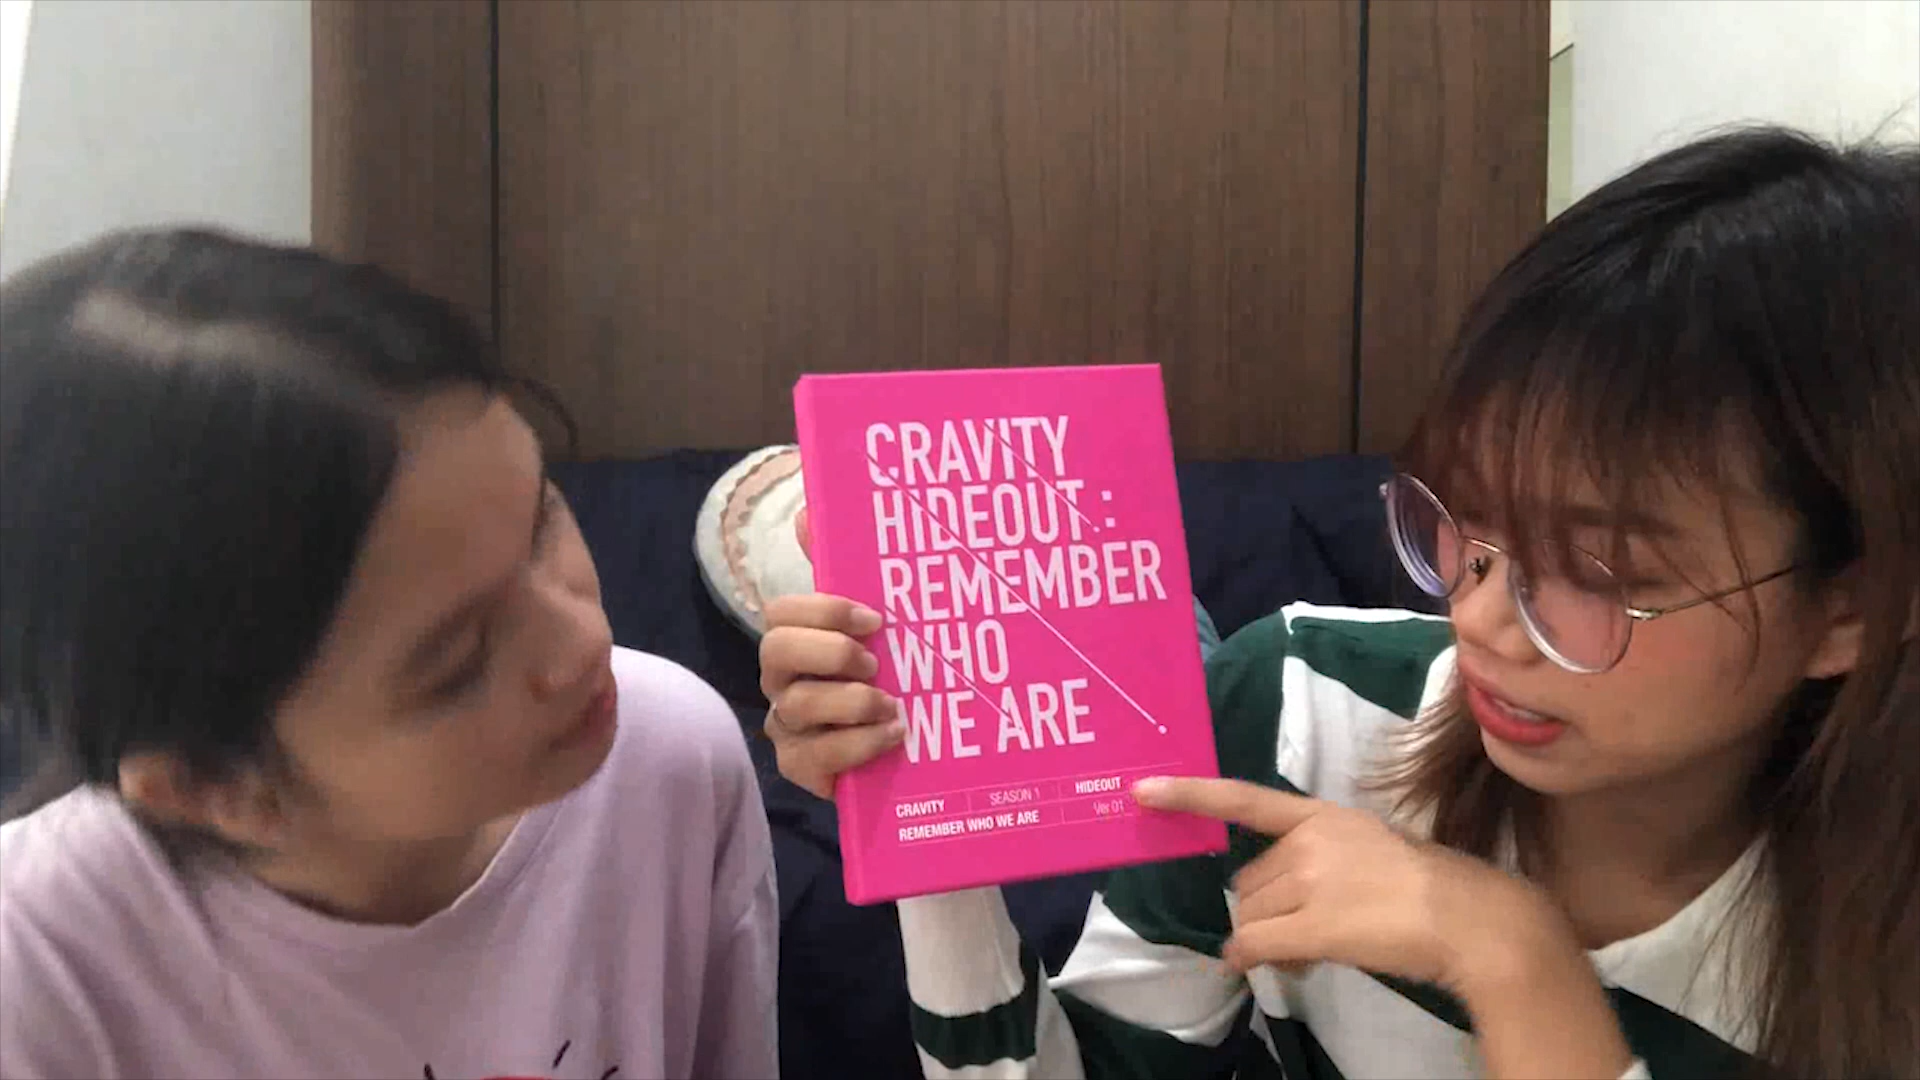 CRAVITY
HIDEOUT :
REMEMBER
WHO
WE ARE
CRAVITY SEASON 1 HIDEOUT
REMEMBER WHO WE ARE Ver 01